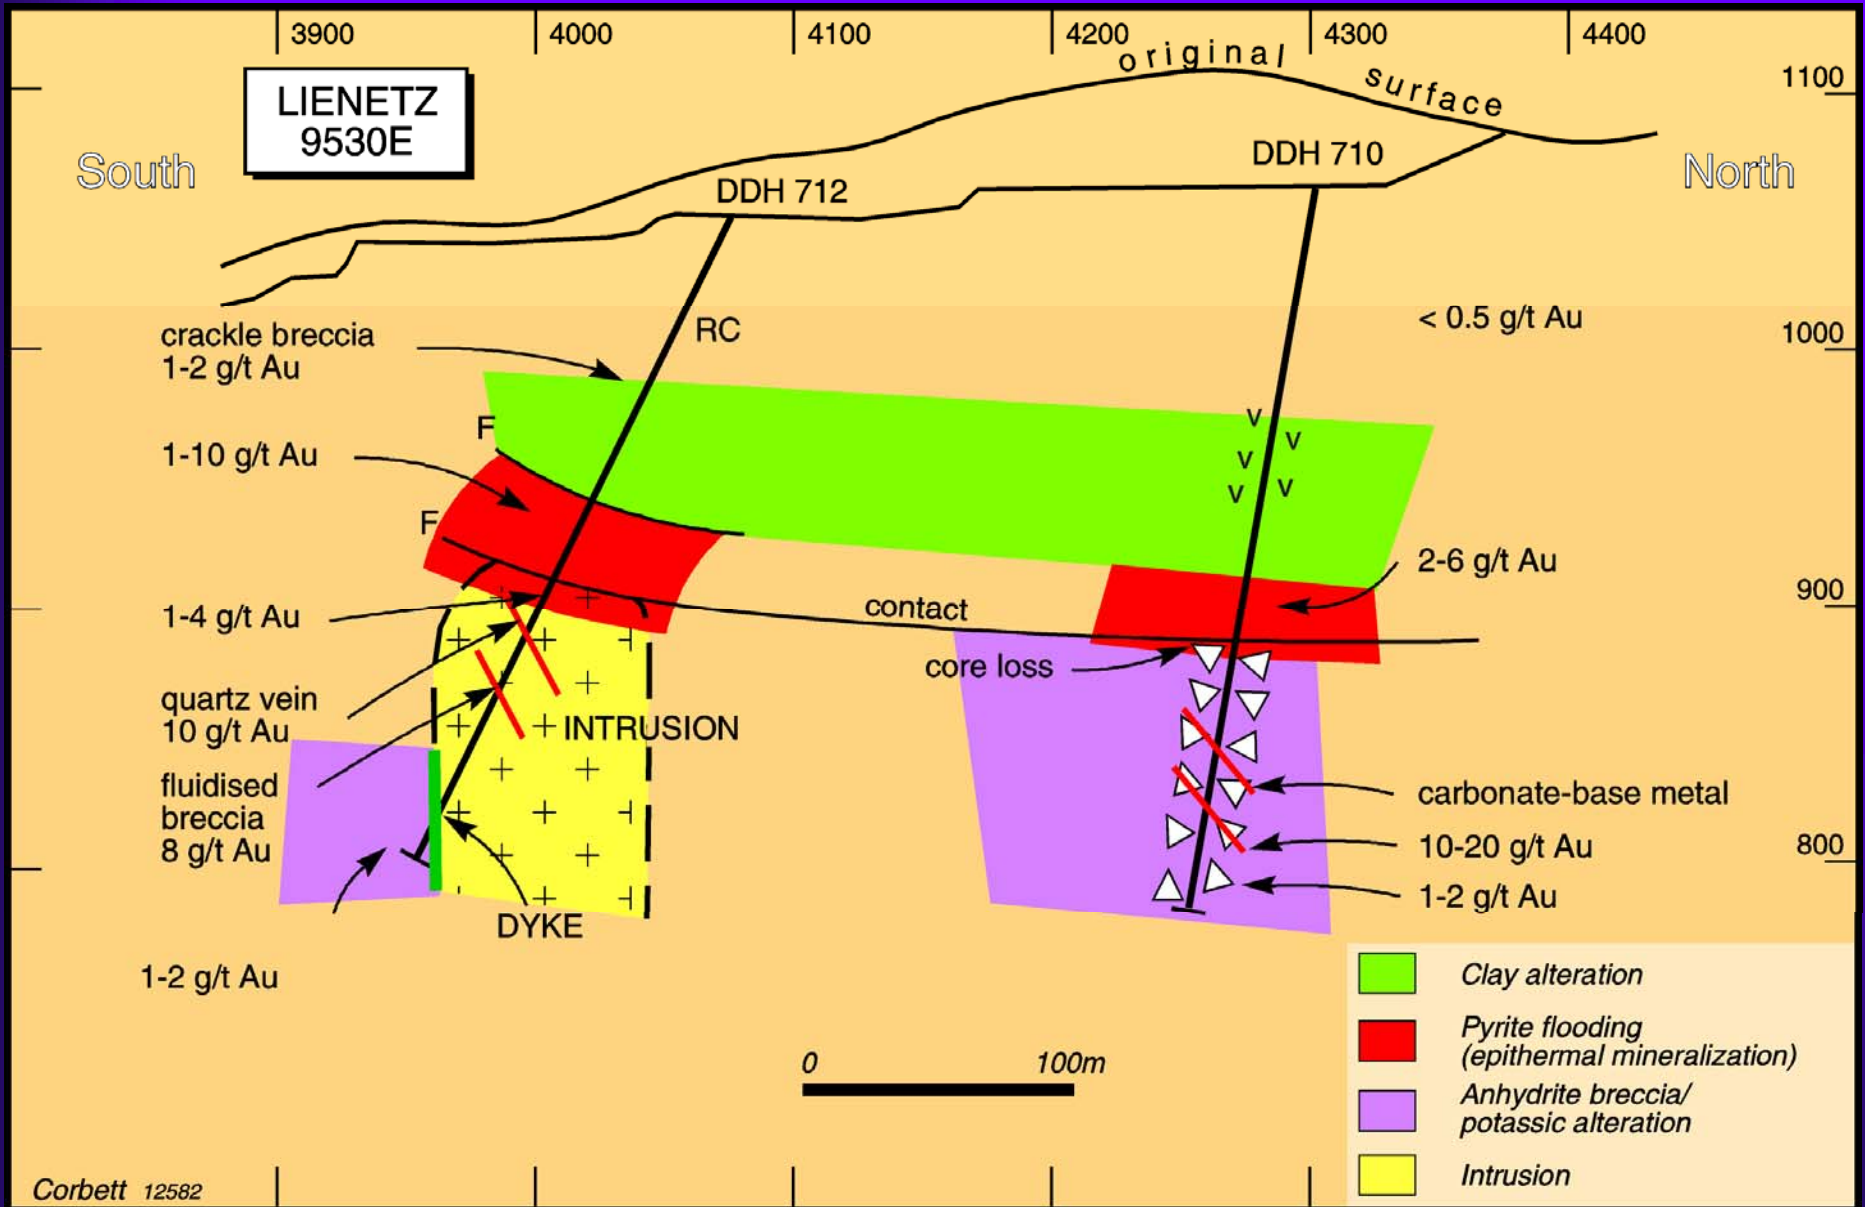 3900
4000
4100
4200
4300
4400
original surface
1100
LIENETZ
9530E
South
North
DDH 710
DDH 712
crackle breccia
1-2 g/t Au
RC
< 0.5 g/t Au
1000
F
1-10 g/t Au
F
V
V
V
V
V
2-6 g/t Au
900
1-4 g/t Au
contact
core loss
quartz vein
10 g/t Au
INTRUSION
fluidised
breccia
8 g/t Au
carbonate-base metal
10-20 g/t Au
800
1-2 g/t Au
DYKE
1-2 g/t Au
Clay alteration
Pyrite flooding
(epithermal mineralization)
Anhydrite breccia/
potassic alteration
Intrusion
0
100m
Corbett 12582